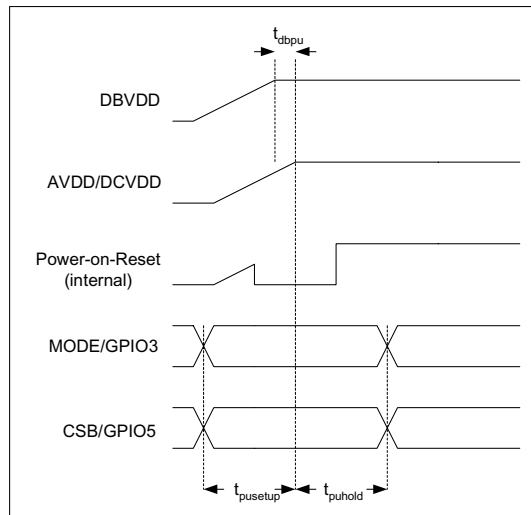 t_dbpu
DBVDD
AVDD/DCVDD
Power-on-Reset
(internal)
MODE/GPIO3
CSB/GPIO5
t_pusetup
t_puhold